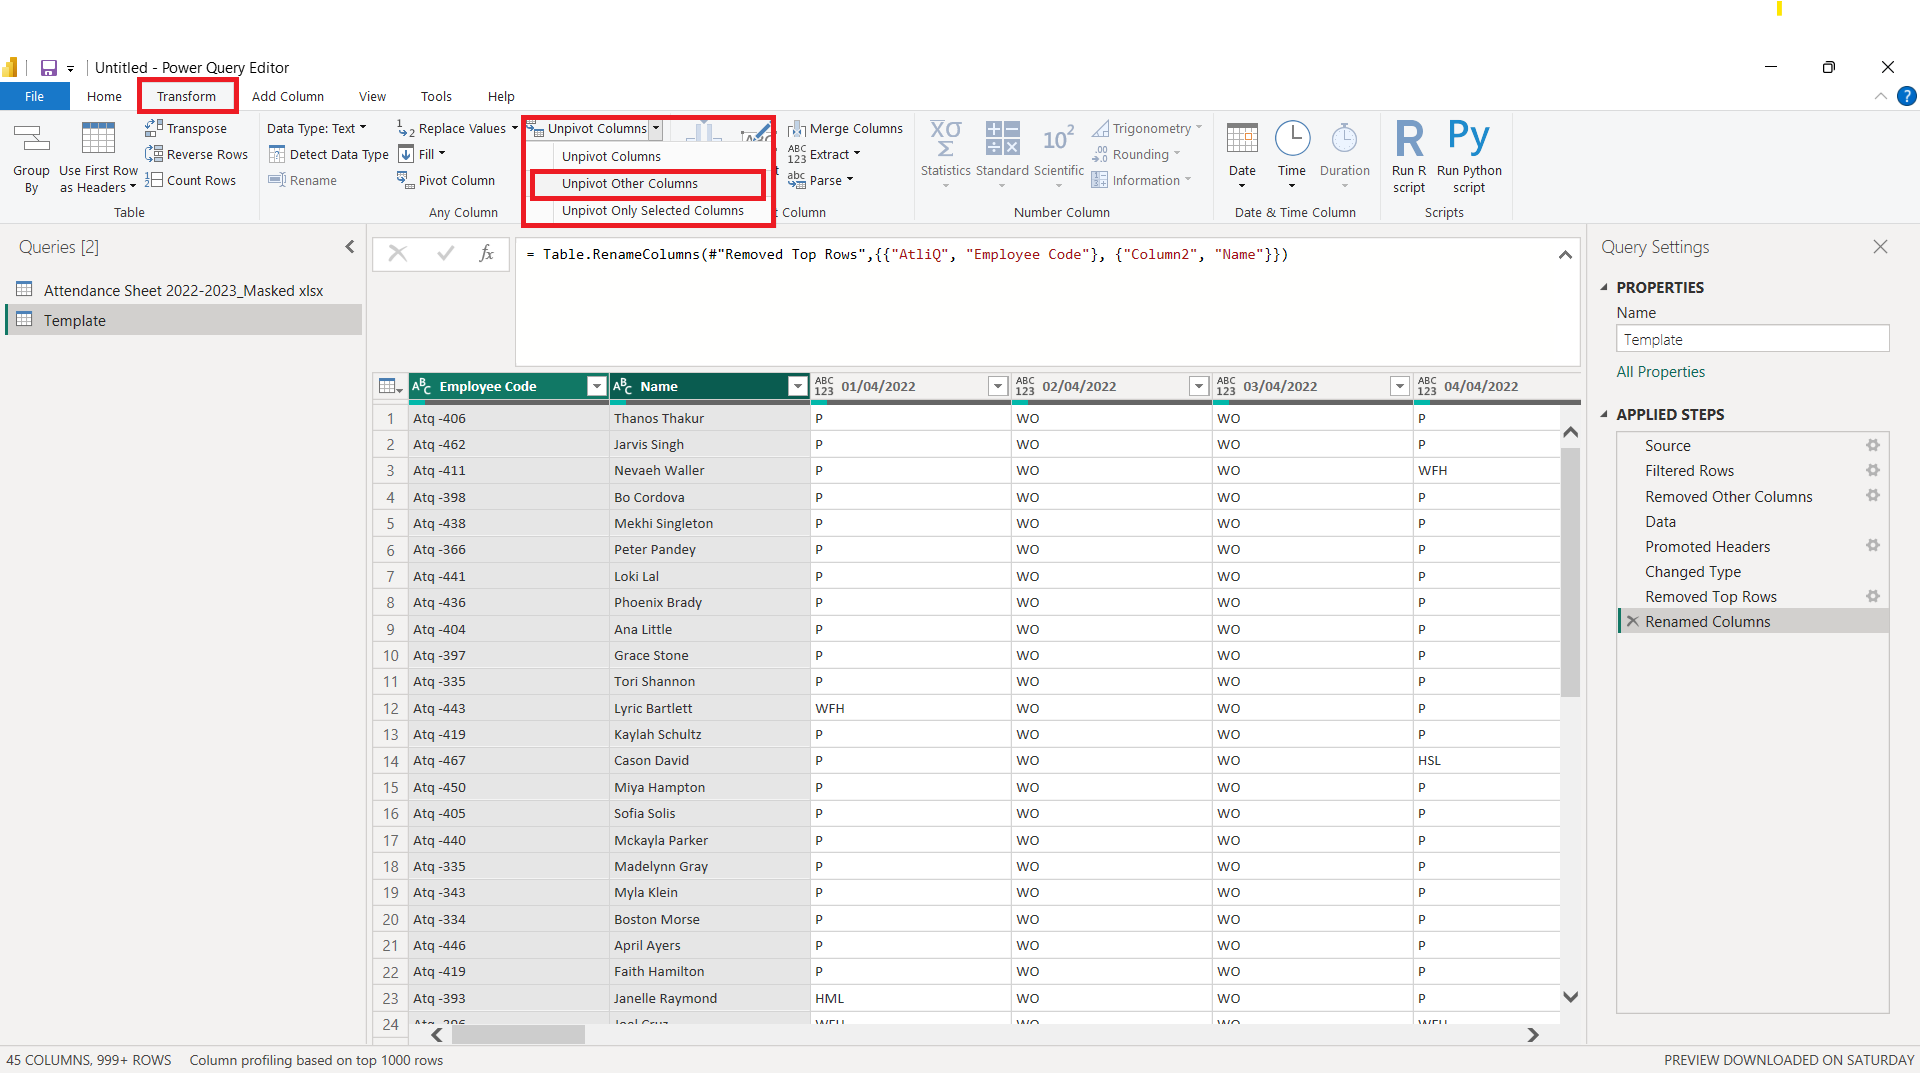 Untitled - Power Query Editor
File Home Transform Add Column View Tools Help
Group By
Use First Row as Headers
Transpose
Reverse Rows
Count Rows
Table
Data Type: Text
Detect Data Type
Rename
Replace Values
Fill
Pivot Column
Any Column
Unpivot Columns
Unpivot Columns
Unpivot Other Columns
Unpivot Only Selected Columns
Merge Columns
Extract
Parse
Column
Statistics
Standard
Scientific
Trigonometry
Rounding
Information
Number Column
Date
Time
Duration
Date & Time Column
Run R script
Run Python script
Scripts
Queries [2]
Attendance Sheet 2022-2023_Masked xlsx
Template
= Table.RenameColumns(#"Removed Top Rows",{{"AtliQ", "Employee Code"}, {"Column2", "Name"}})
Employee Code Name 01/04/2022 02/04/2022 03/04/2022 04/04/2022
1 Atq -406 Thanos Thakur P WO WO P
2 Atq -462 Jarvis Singh P WO WO P
3 Atq -411 Nevaeh Waller P WO WO WFH
4 Atq -398 Bo Cordova P WO WO P
5 Atq -438 Mekhi Singleton P WO WO P
6 Atq -366 Peter Pandey P WO WO P
7 Atq -441 Loki Lal P WO WO P
8 Atq -436 Phoenix Brady P WO WO P
9 Atq -404 Ana Little P WO WO P
10 Atq -397 Grace Stone P WO WO P
11 Atq -335 Tori Shannon P WO WO P
12 Atq -443 Lyric Bartlett WFH WO WO P
13 Atq -419 Kaylah Schultz P WO WO P
14 Atq -467 Cason David P WO WO HSL
15 Atq -450 Miya Hampton P WO WO P
16 Atq -405 Sofia Solis P WO WO P
17 Atq -440 Mckayla Parker P WO WO P
18 Atq -335 Madelynn Gray P WO WO P
19 Atq -343 Myla Klein P WO WO P
20 Atq -334 Boston Morse P WO WO P
21 Atq -446 April Ayers P WO WO P
22 Atq -419 Faith Hamilton P WO WO P
23 Atq -393 Janelle Raymond HML WO WO P
24
Query Settings
PROPERTIES
Name
Template
All Properties
APPLIED STEPS
Source
Filtered Rows
Removed Other Columns
Data
Promoted Headers
Changed Type
Removed Top Rows
Renamed Columns
45 COLUMNS, 999+ ROWS Column profiling based on top 1000 rows
PREVIEW DOWNLOADED ON SATURDAY